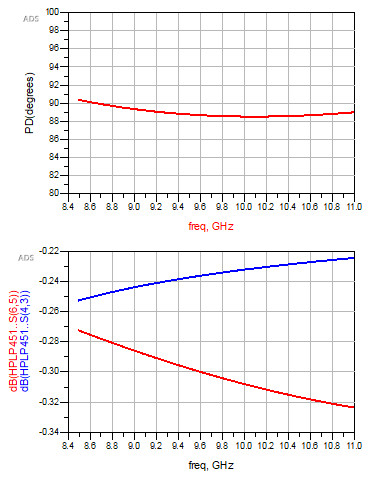 ADS
100
98
96
94
92
90
88
86
84
82
80
PD(degrees)
8.4 8.6 8.8 9.0 9.2 9.4 9.6 9.8 10.0 10.2 10.4 10.6 10.8 11.0
freq, GHz
ADS
-0.22
-0.24
-0.26
-0.28
-0.30
-0.32
-0.34
dB(HPLP451..S(6,5))
dB(HPLP451..S(4,3))
8.4 8.6 8.8 9.0 9.2 9.4 9.6 9.8 10.0 10.2 10.4 10.6 10.8 11.0
freq, GHz